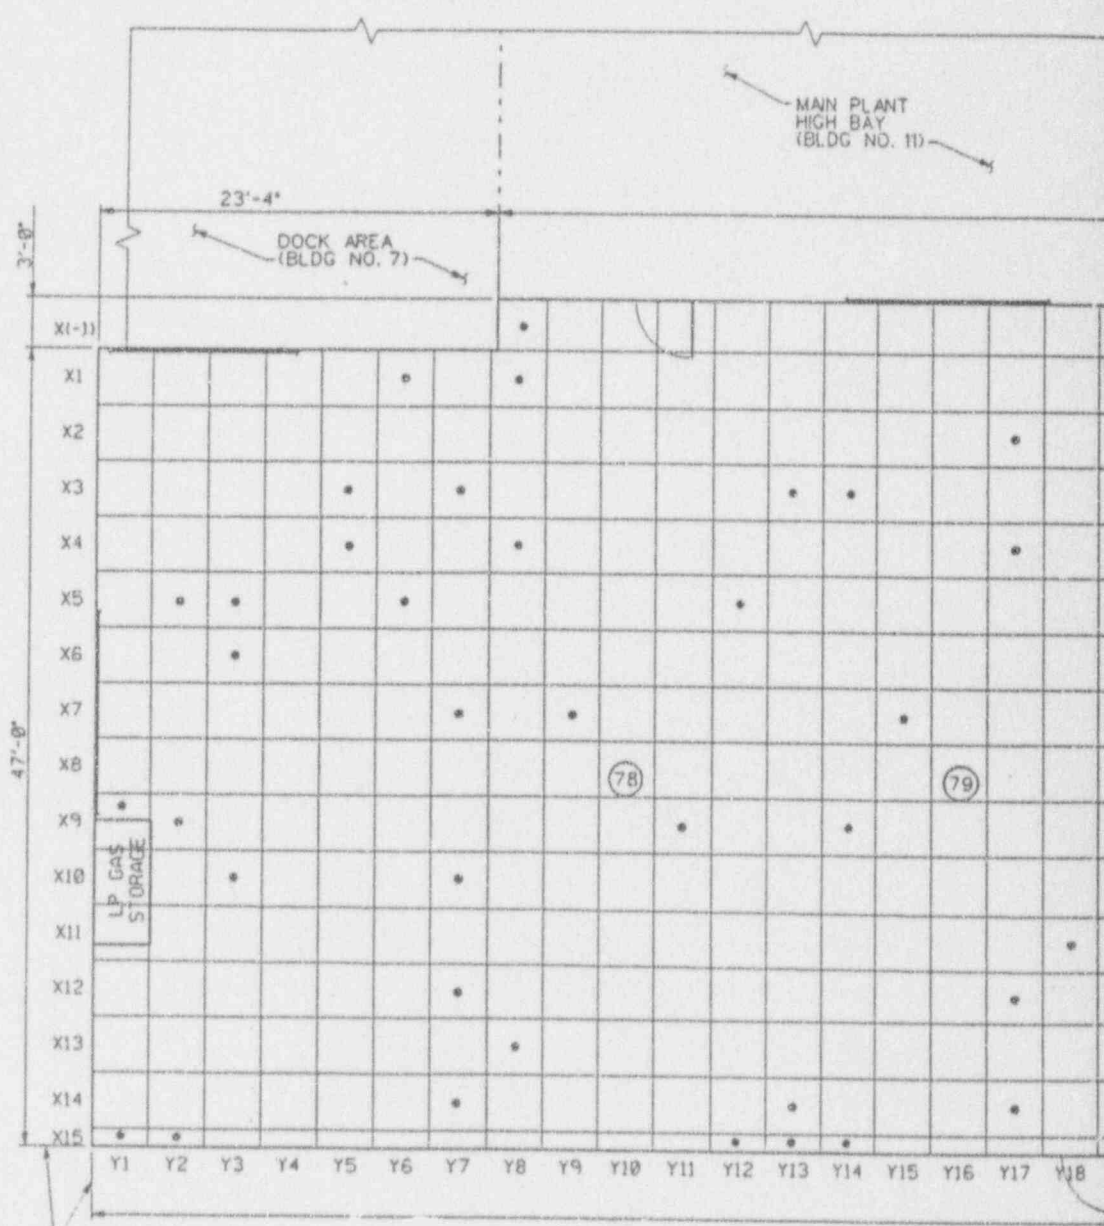 MAIN PLANT
HIGH BAY
(BLDG NO. 11)
23'-4"
DOCK AREA
(BLDG NO. 7)
3'-0"
X(-1)
X1
X2
X3
X4
X5
X6
X7
X8
78
79
47'-0"
X9
LP GAS
STORAGE
X10
X11
X12
X13
X14
X15
Y1 Y2 Y3 Y4 Y5 Y6 Y7 Y8 Y9 Y10 Y11 Y12 Y13 Y14 Y15 Y16 Y17 Y18